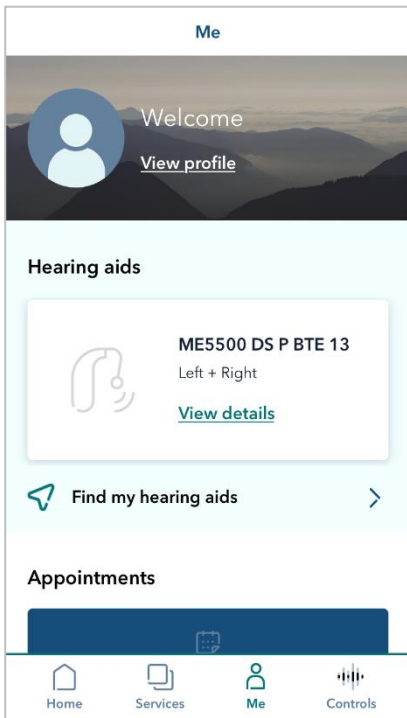 Me
Welcome
View profile
Hearing aids
ME5500 DS P BTE 13
Left + Right
View details
Find my hearing aids
Appointments
Home
Services
Me
Controls